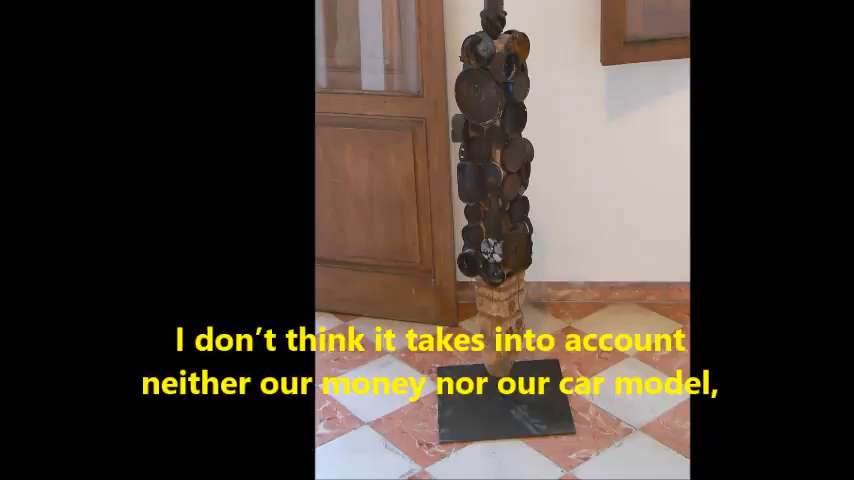 I don’t think it takes into account
neither our money nor our car model,